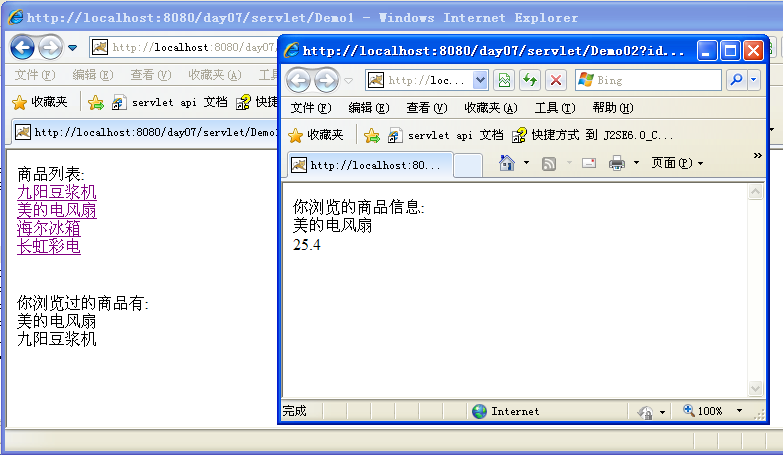 http://localhost:8080/day07/servlet/Demo1 - Windows Internet Explorer
http://localhost:8080/day07/
文件(F) 编辑(E) 查看(V) 收藏夹(A) 工
收藏夹 servlet api 文档 快捷
http://localhost:8080/day07/servlet/Demo1
商品列表:
九阳豆浆机
美的电风扇
海尔冰箱
长虹彩电
你浏览过的商品有:
美的电风扇
九阳豆浆机
http://localhost:8080/day07/servlet/Demo02?id...
http://loc... Bing
文件(F) 编辑(E) 查看(V) 收藏夹(A) 工具(T) 帮助(H)
收藏夹 servlet api 文档 快捷方式 到 J2SE6.0_C...
http://localhost:80... 页面(P) »
你浏览的商品信息:
美的电风扇
25.4
完成 Internet 100%